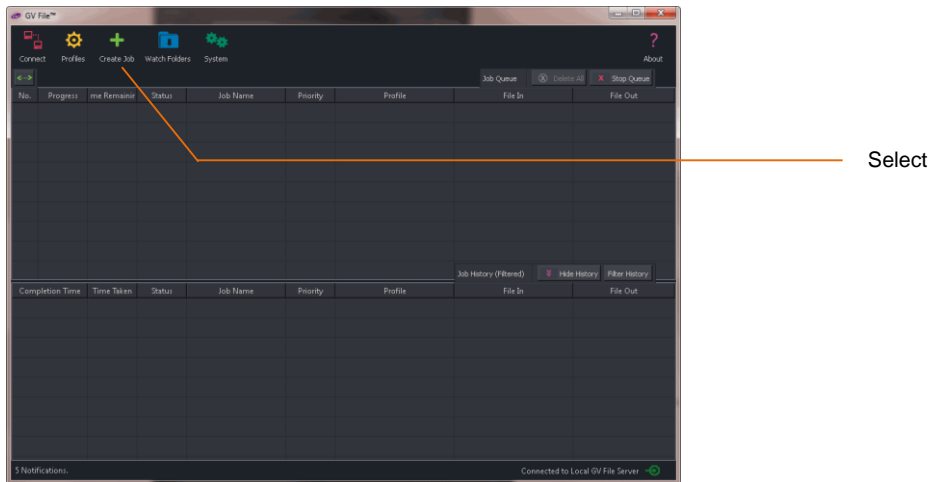 GV File™
Connect Profiles Create Job Watch Folders System About
<--> Job Queue Delete All X Stop Queue
No. Progress me Remainin Status Job Name Priority Profile File In File Out
Select
Job History (Filtered) Hide History Filter History
Completion Time Time Taken Status Job Name Priority Profile File In File Out
5 Notifications. Connected to Local GV File Server